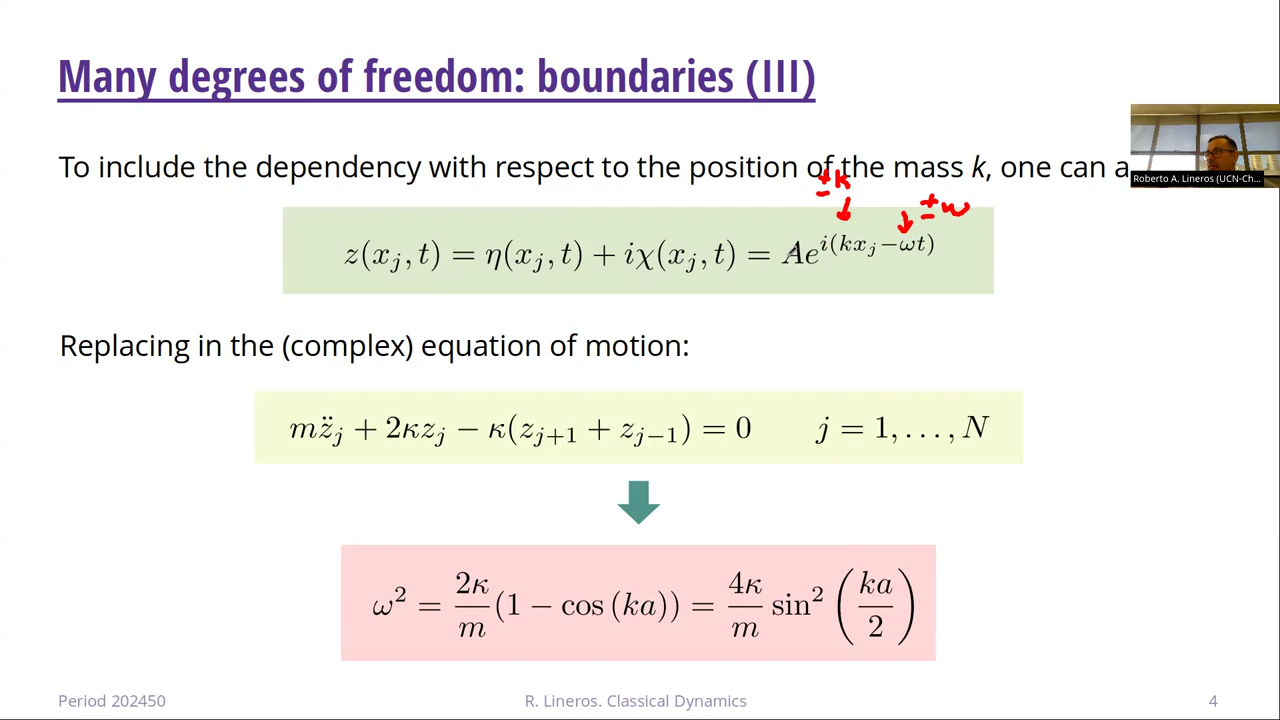 Many degrees of freedom: boundaries (III)
To include the dependency with respect to the position of the mass k, one can a
Roberto A. Lineros (UCN-Ch...
±k
±w
z(x_j, t) = η(x_j, t) + iχ(x_j, t) = Ae^{i(kx_j−ωt)}
Replacing in the (complex) equation of motion:
mz̈_j + 2κz_j − κ(z_{j+1} + z_{j−1}) = 0 j = 1, . . . , N
ω² = 2κ/m (1 − cos (ka)) = 4κ/m sin² (ka/2)
Period 202450
R. Lineros. Classical Dynamics
4